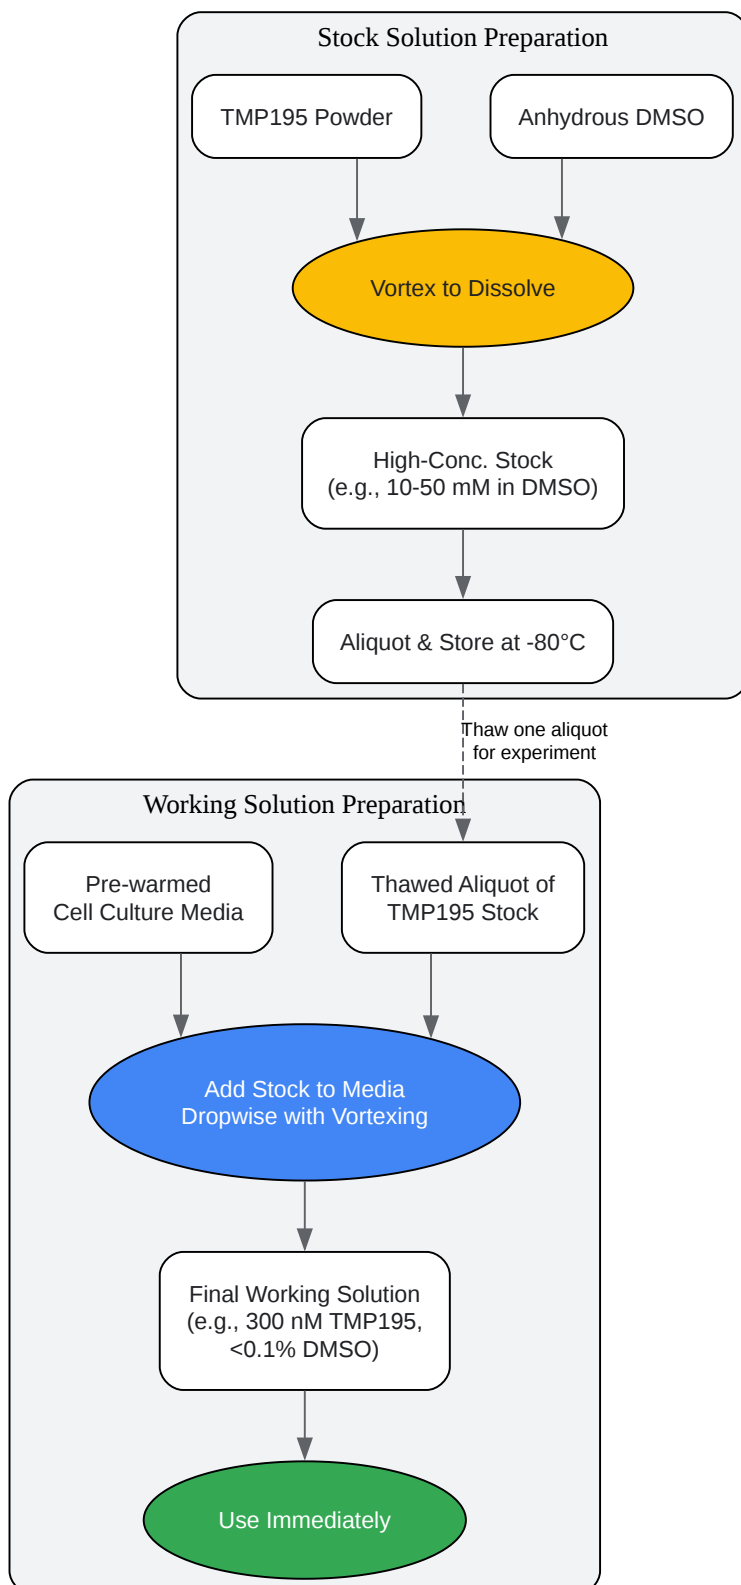 Stock Solution Preparation
TMP195 Powder
Anhydrous DMSO
Vortex to Dissolve
High-Conc. Stock
(e.g., 10-50 mM in DMSO)
Aliquot & Store at -80°C
Thaw one aliquot
for experiment
Working Solution Preparation
Pre-warmed
Cell Culture Media
Thawed Aliquot of
TMP195 Stock
Add Stock to Media
Dropwise with Vortexing
Final Working Solution
(e.g., 300 nM TMP195,
<0.1% DMSO)
Use Immediately